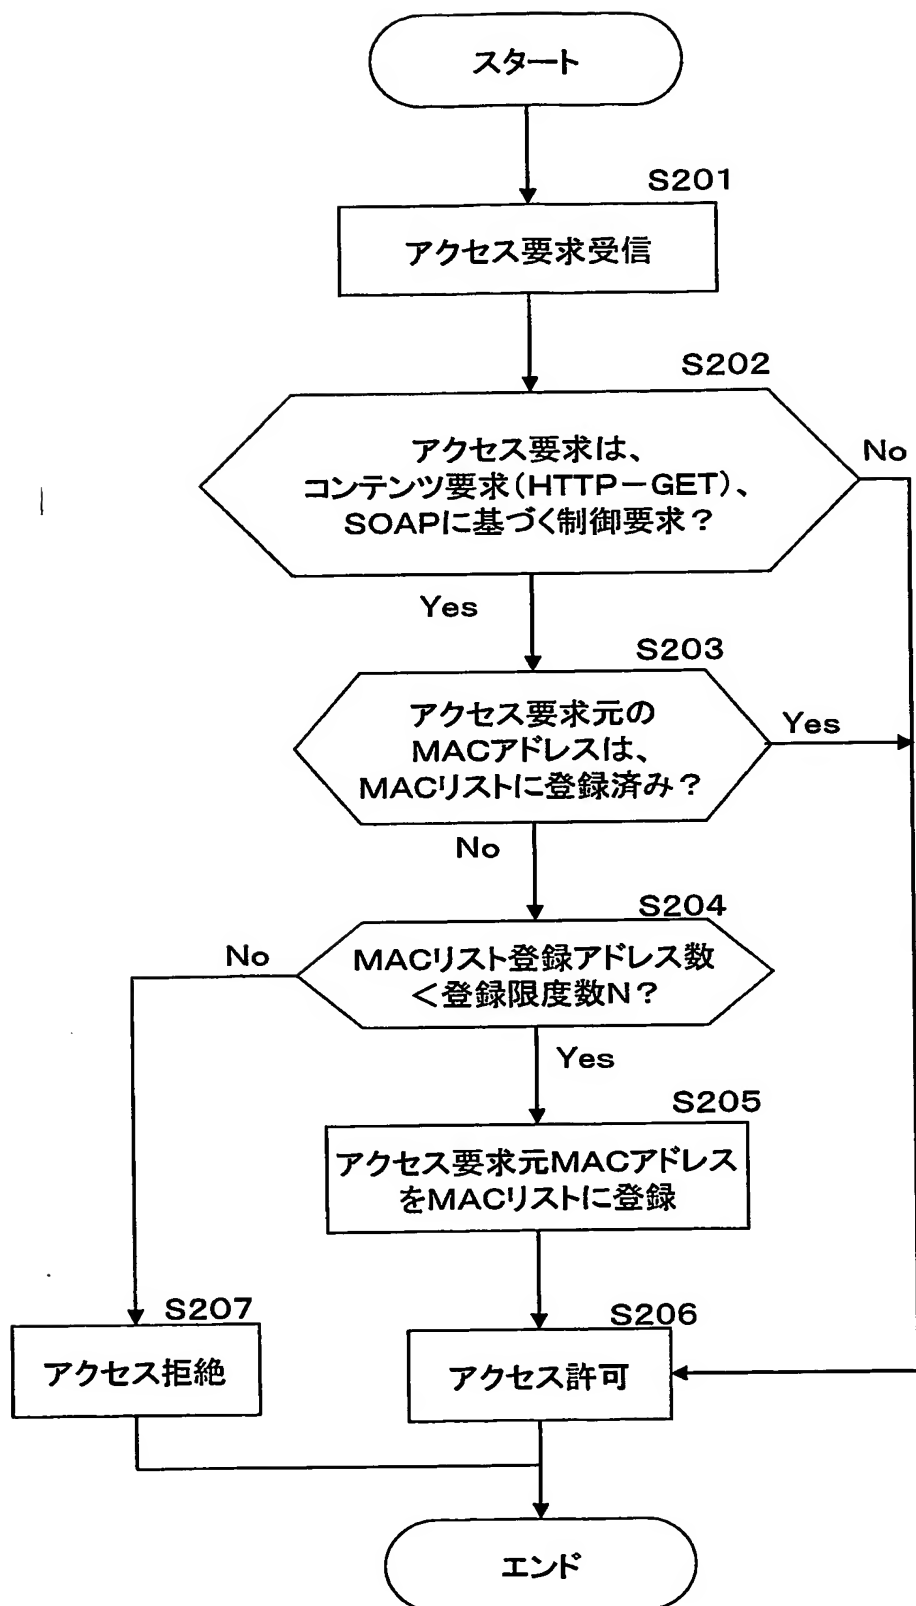 スタート
S201
アクセス要求受信
S202
アクセス要求は、
コンテンツ要求(HTTP-GET)、
SOAPに基づく制御要求?
No
Yes
S203
アクセス要求元の
MACアドレスは、
MACリストに登録済み?
Yes
No
S204
MACリスト登録アドレス数
<登録限度数N?
No
Yes
S205
アクセス要求元MACアドレス
をMACリストに登録
S207
アクセス拒絶
S206
アクセス許可
エンド